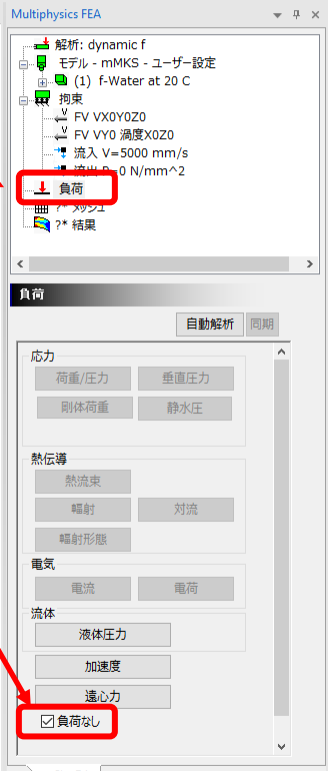 Multiphysics FEA
解析: dynamic f
モデル - mMKS - ユーザー設定
(1) f-Water at 20 C
拘束
FV VX0Y0Z0
FV VY0 渦度X0Z0
流入 V=5000 mm/s
流出 P=0 N/mm^2
負荷
?* メッシュ
?* 結果
負荷
自動解析 同期
応力
荷重/圧力 垂直圧力
剛体荷重 静水圧
熱伝導
熱流束
輻射 対流
輻射形態
電気
電流 電荷
流体
液体圧力
加速度
遠心力
負荷なし